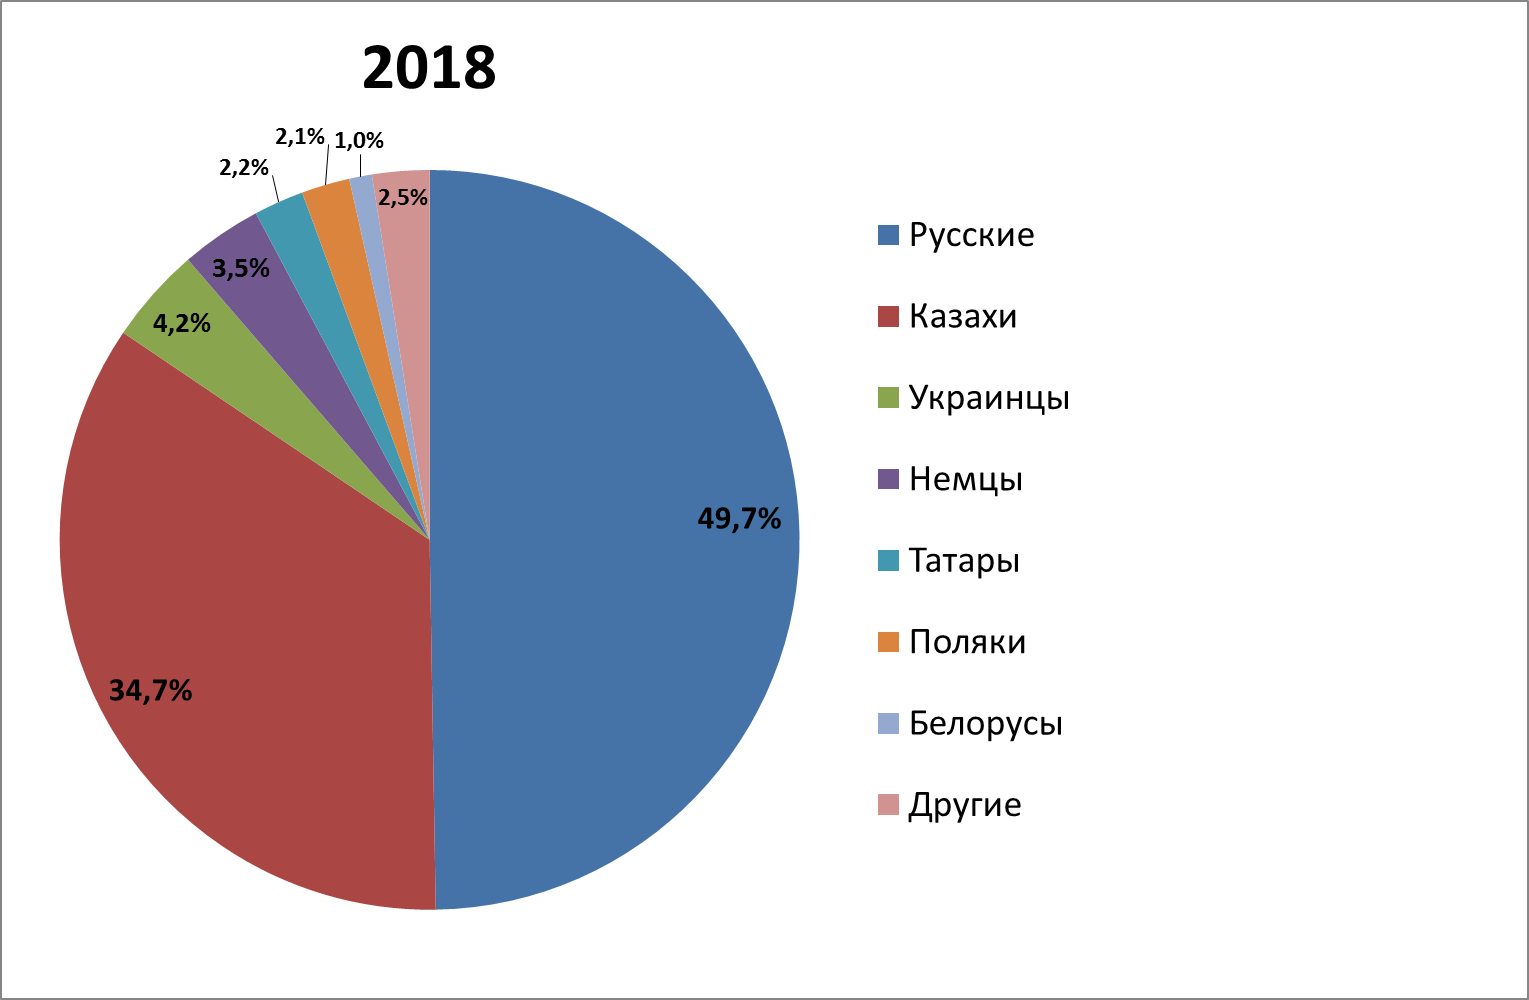 2018
2,1%
1,0%
2,2%
2,5%
3,5%
4,2%
49,7%
34,7%
Русские
Казахи
Украинцы
Немцы
Татары
Поляки
Белорусы
Другие